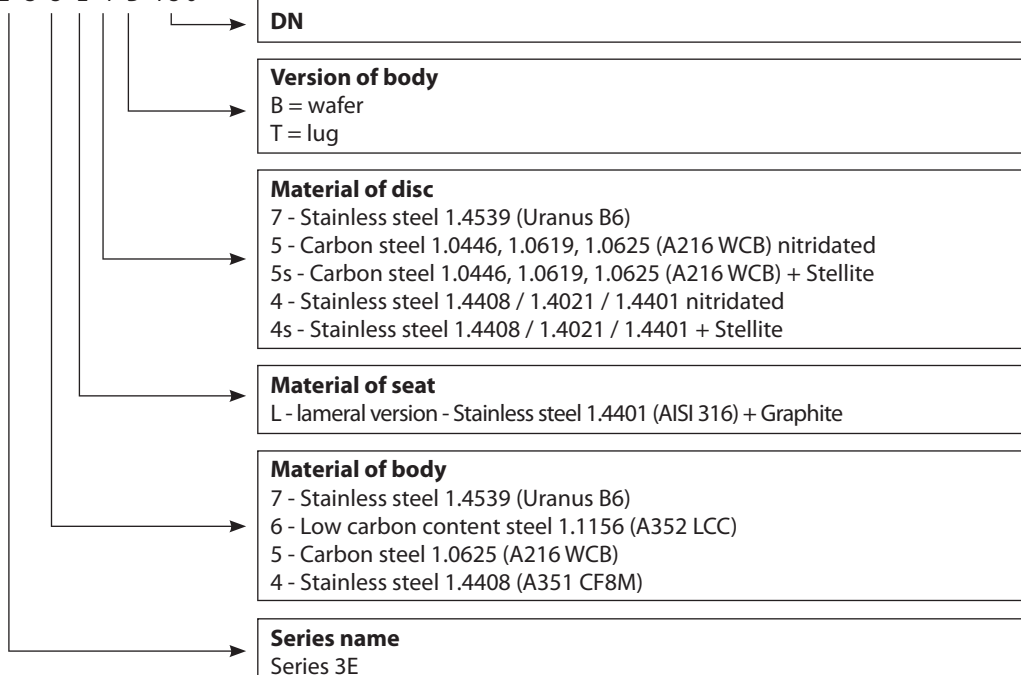 DN
Version of body
B = wafer
T = lug
Material of disc
7 - Stainless steel 1.4539 (Uranus B6)
5 - Carbon steel 1.0446, 1.0619, 1.0625 (A216 WCB) nitridated
5s - Carbon steel 1.0446, 1.0619, 1.0625 (A216 WCB) + Stellite
4 - Stainless steel 1.4408 / 1.4021 / 1.4401 nitridated
4s - Stainless steel 1.4408 / 1.4021 / 1.4401 + Stellite
Material of seat
L - lameral version - Stainless steel 1.4401 (AISI 316) + Graphite
Material of body
7 - Stainless steel 1.4539 (Uranus B6)
6 - Low carbon content steel 1.1156 (A352 LCC)
5 - Carbon steel 1.0625 (A216 WCB)
4 - Stainless steel 1.4408 (A351 CF8M)
Series name
Series 3E